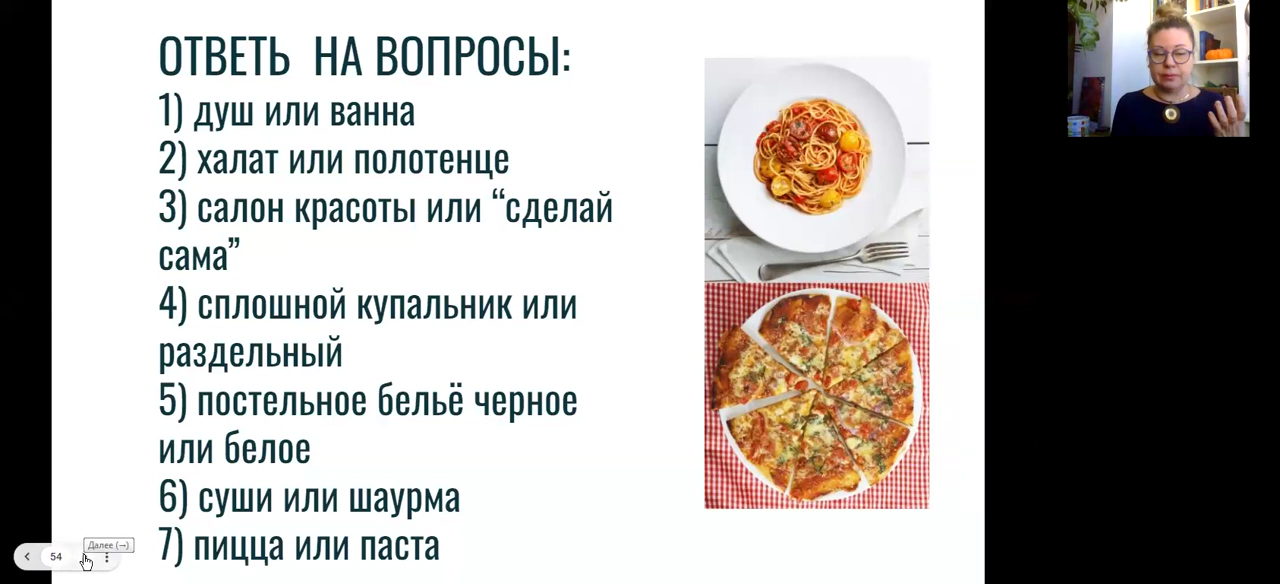 ОТВЕТЬ НА ВОПРОСЫ:
1) душ или ванна
2) халат или полотенце
3) салон красоты или “сделай
сама”
4) сплошной купальник или
раздельный
5) постельное бельё черное
или белое
6) суши или шаурма
7) пицца или паста
Далее (→)
54